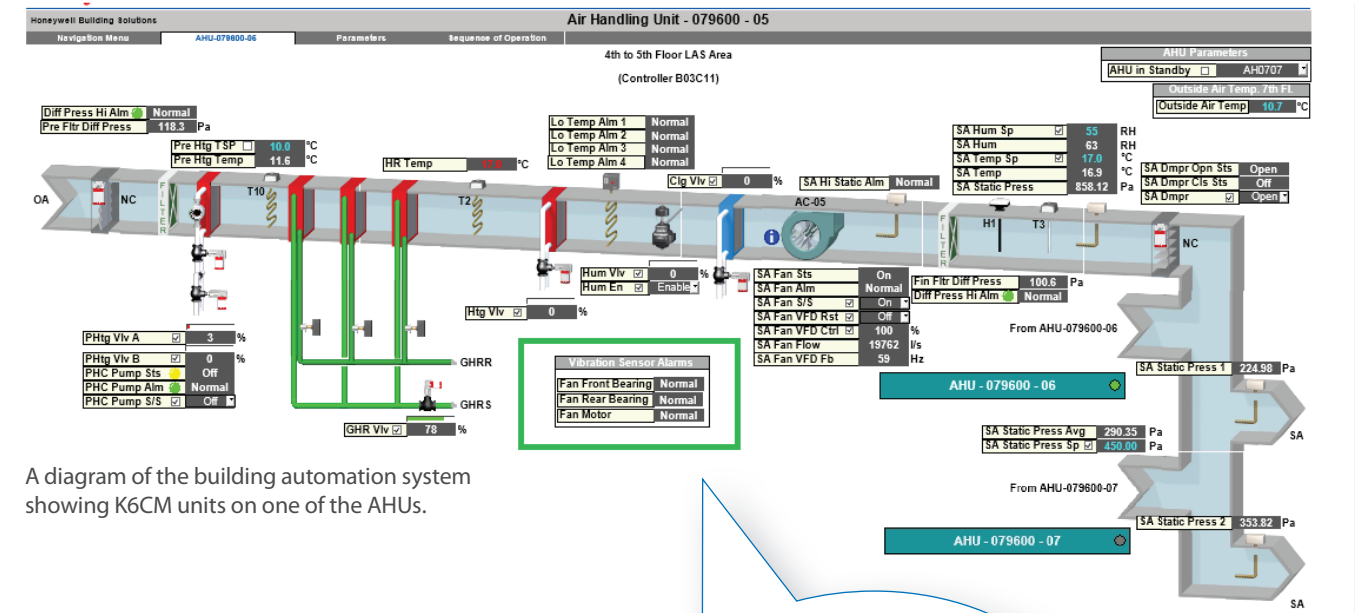 Honeywell Building Solutions
Air Handling Unit - 079600 - 05
Navigation Menu
AHU-079600-06
Parameters
Sequence of Operation
4th to 5th Floor LAS Area
(Controller B03C11)
AHU Parameters
AHU in Standby AH0707
Outside Air Temp. 7th Fl.
Outside Air Temp 10.7 °C
Diff Press Hi Alm Normal
Pre Fltr Diff Press 118.3 Pa
Pre Htg TSP 10.0 °C
Pre Htg Temp 11.6 °C
HR Temp 17.0 °C
Lo Temp Alm 1 Normal
Lo Temp Alm 2 Normal
Lo Temp Alm 3 Normal
Lo Temp Alm 4 Normal
Clg Vlv 0 %
SA Hi Static Alm Normal
SA Hum Sp 55 RH
SA Hum 63 RH
SA Temp Sp 17.0 °C
SA Temp 16.9 °C
SA Static Press 858.12 Pa
SA Dmpr Opn Sts Open
SA Dmpr Cls Sts Off
SA Dmpr Open
OA
NC
FILTER
T10
T2
AC-05
FILTER
H1
T3
NC
Hum Vlv 0 %
Hum En Enable
Htg Vlv 0 %
SA Fan Sts On
SA Fan Alm Normal
SA Fan S/S On
SA Fan VFD Rst Off
SA Fan VFD Ctrl 100 %
SA Fan Flow 19762 l/s
SA Fan VFD Fb 59 Hz
Fin Fltr Diff Press 100.6 Pa
Diff Press Hi Alm Normal
From AHU-079600-06
PHtg Vlv A 3 %
PHtg Vlv B 0 %
PHC Pump Sts Off
PHC Pump Alm Normal
PHC Pump S/S Off
GHRR
GHRS
GHR Vlv 78 %
Vibration Sensor Alarms
Fan Front Bearing Normal
Fan Rear Bearing Normal
Fan Motor Normal
AHU - 079600 - 06
SA Static Press 1 224.98 Pa
SA
SA Static Press Avg 290.35 Pa
SA Static Press Sp 450.00 Pa
From AHU-079600-07
SA Static Press 2 353.82 Pa
AHU - 079600 - 07
SA
A diagram of the building automation system
showing K6CM units on one of the AHUs.